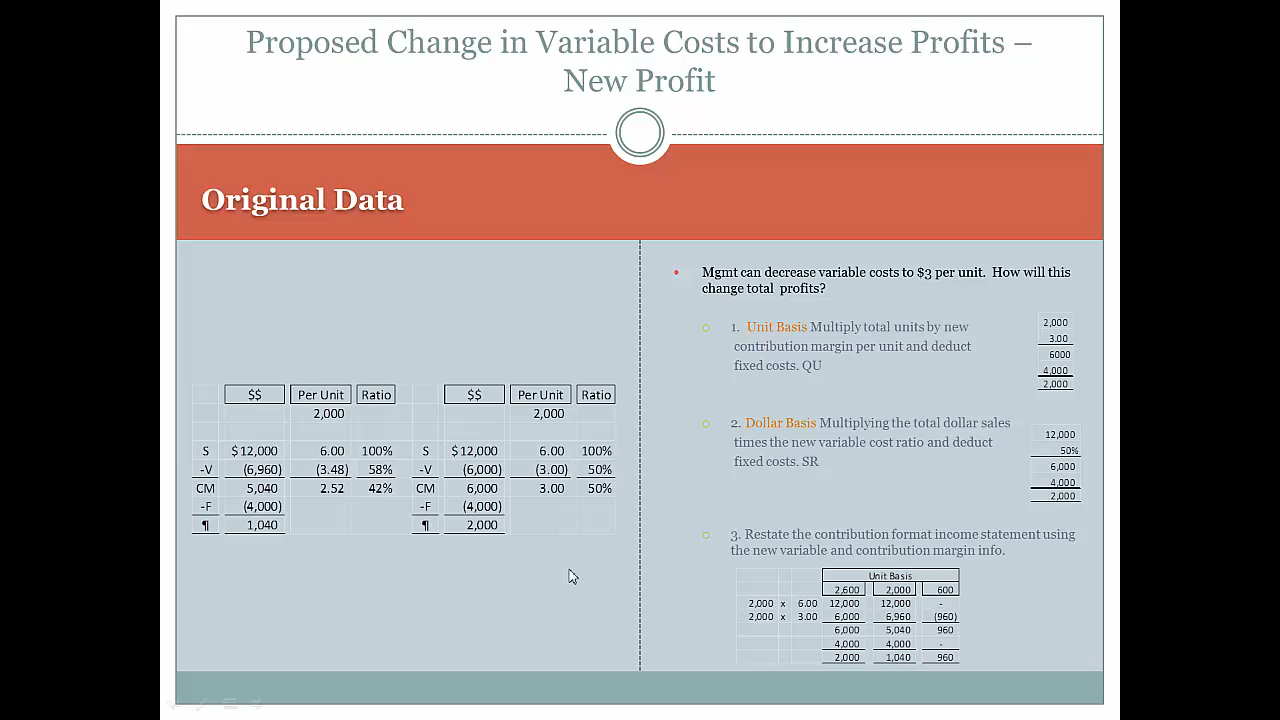 Proposed Change in Variable Costs to Increase Profits –
New Profit
Original Data
$$ Per Unit Ratio $$ Per Unit Ratio
2,000 2,000
S $12,000 6.00 100% S $12,000 6.00 100%
-V (6,960) (3.48) 58% -V (6,000) (3.00) 50%
CM 5,040 2.52 42% CM 6,000 3.00 50%
-F (4,000) -F (4,000)
¶ 1,040 ¶ 2,000
• Mgmt can decrease variable costs to $3 per unit. How will this
change total profits?
1. Unit Basis Multiply total units by new
contribution margin per unit and deduct
fixed costs. QU
2,000
3.00
6000
4,000
2,000
2. Dollar Basis Multiplying the total dollar sales
times the new variable cost ratio and deduct
fixed costs. SR
12,000
50%
6,000
4,000
2,000
3. Restate the contribution format income statement using
the new variable and contribution margin info.
Unit Basis
2,600 2,000 600
2,000 x 6.00 12,000 12,000 -
2,000 x 3.00 6,000 6,960 (960)
6,000 5,040 960
4,000 4,000 -
2,000 1,040 960